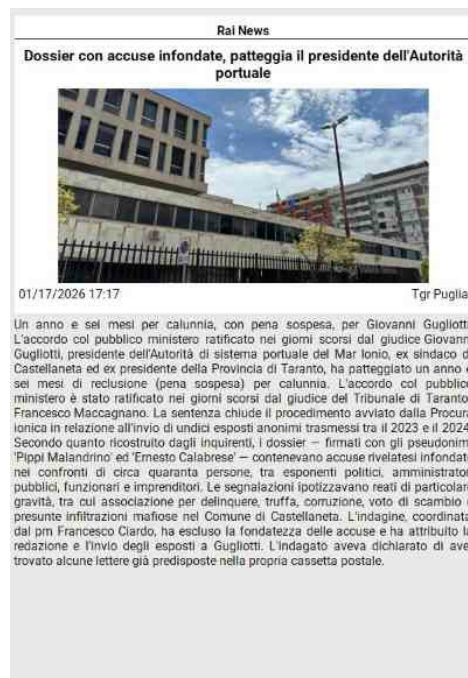 Rai News
Dossier con accuse infondate, patteggia il presidente dell'Autorità
portuale
01/17/2026 17:17 Tgr Puglia
Un anno e sei mesi per calunnia, con pena sospesa, per Giovanni Gugliotti
L'accordo col pubblico ministero ratificato nei giorni scorsi dal giudice Giovanni
Gugliotti, presidente dell'Autorità di sistema portuale del Mar Ionio, ex sindaco d
Castellaneta ed ex presidente della Provincia di Taranto, ha patteggiato un anno e
sei mesi di reclusione (pena sospesa) per calunnia. L'accordo col pubblico
ministero è stato ratificato nei giorni scorsi dal giudice del Tribunale di Taranto
Francesco Maccagnano. La sentenza chiude il procedimento avviato dalla Procura
ionica in relazione all'invio di undici esposti anonimi trasmessi tra il 2023 e il 2024
Secondo quanto ricostruito dagli inquirenti, i dossier — firmati con gli pseudonim
'Pippi Malandrino' ed 'Ernesto Calabrese' — contenevano accuse rivelatesi infondate
nei confronti di circa quaranta persone, tra esponenti politici, amministrator
pubblici, funzionari e imprenditori. Le segnalazioni ipotizzavano reati di particolare
gravità, tra cui associazione per delinquere, truffa, corruzione, voto di scambio e
presunte infiltrazioni mafiose nel Comune di Castellaneta. L'indagine, coordinata
dal pm Francesco Ciardo, ha escluso la fondatezza delle accuse e ha attribuito la
redazione e l'invio degli esposti a Gugliotti. L'indagato aveva dichiarato di aver
trovato alcune lettere già predisposte nella propria cassetta postale.